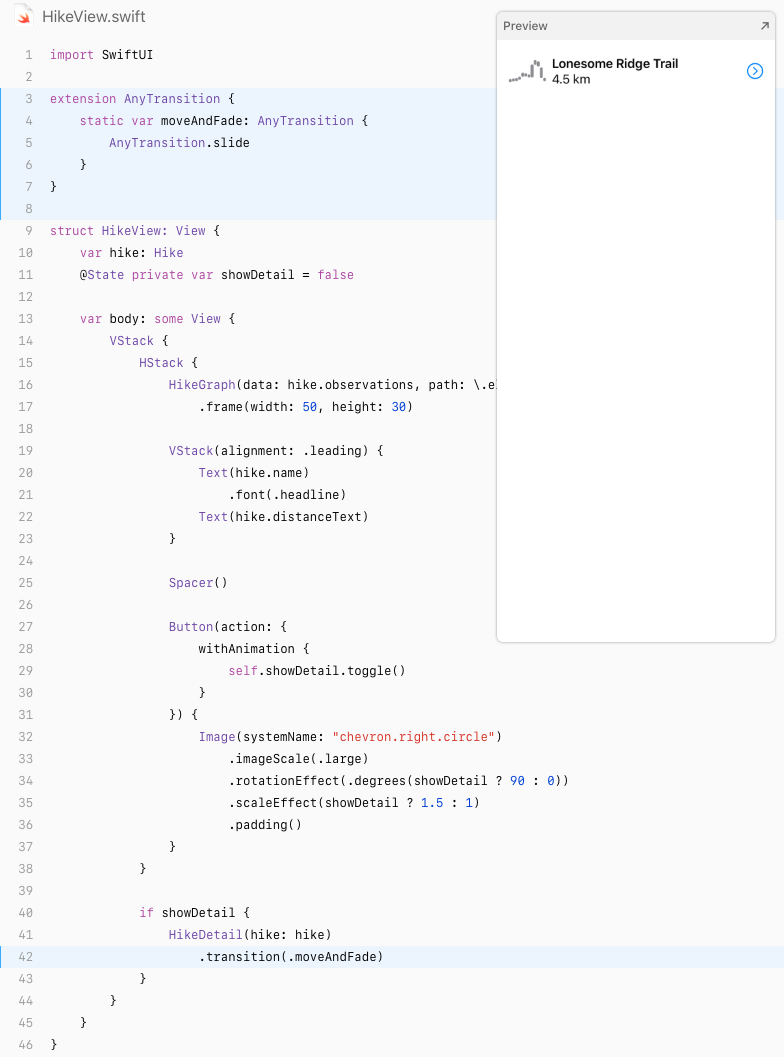 HikeView.swift
1 import SwiftUI
2
3 extension AnyTransition {
4     static var moveAndFade: AnyTransition {
5         AnyTransition.slide
6     }
7 }
8
9 struct HikeView: View {
10     var hike: Hike
11     @State private var showDetail = false
12
13     var body: some View {
14         VStack {
15             HStack {
16                 HikeGraph(data: hike.observations, path: \.e
17                     .frame(width: 50, height: 30)
18
19                 VStack(alignment: .leading) {
20                     Text(hike.name)
21                         .font(.headline)
22                     Text(hike.distanceText)
23                 }
24
25                 Spacer()
26
27                 Button(action: {
28                     withAnimation {
29                         self.showDetail.toggle()
30                     }
31                 }) {
32                     Image(systemName: "chevron.right.circle")
33                         .imageScale(.large)
34                         .rotationEffect(.degrees(showDetail ? 90 : 0))
35                         .scaleEffect(showDetail ? 1.5 : 1)
36                         .padding()
37                 }
38             }
39
40             if showDetail {
41                 HikeDetail(hike: hike)
42                     .transition(.moveAndFade)
43             }
44         }
45     }
46 }
Preview
Lonesome Ridge Trail
4.5 km